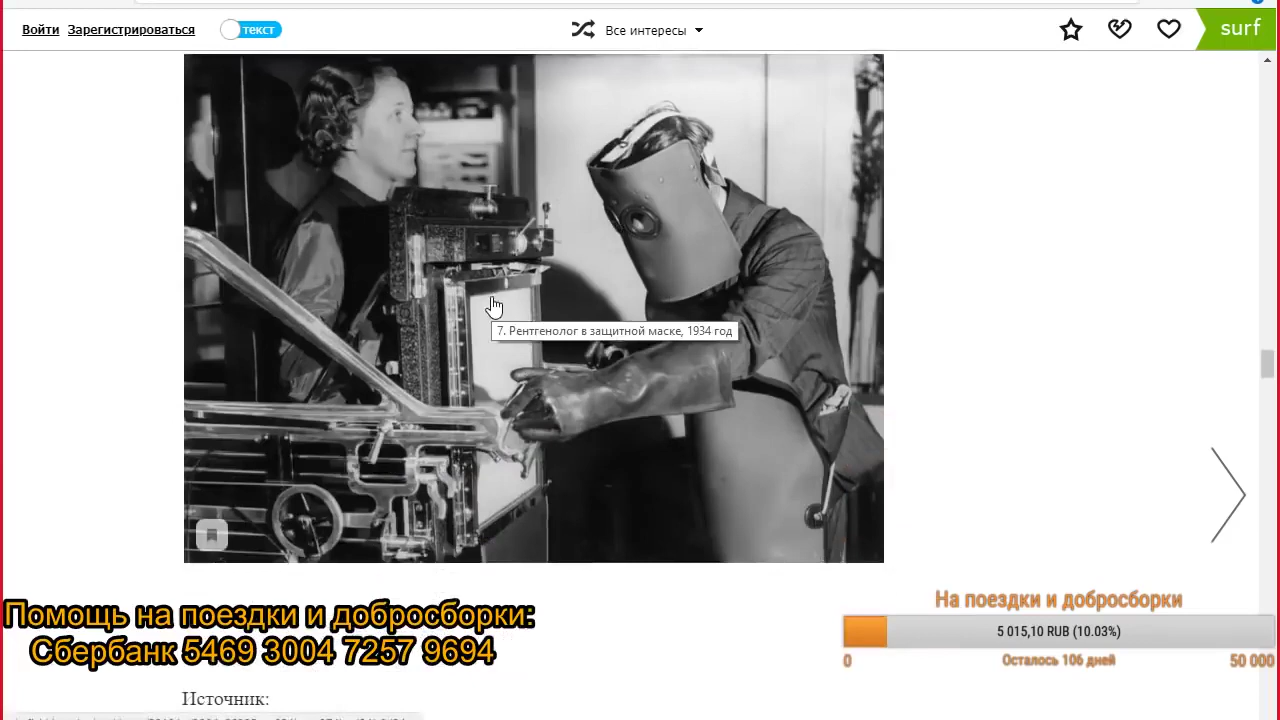 Войти Зарегистрироваться текст Все интересы surf
7. Рентгенолог в защитной маске, 1934 год
Помощь на поездки и добросборки:
Сбербанк 5469 3004 7257 9694
На поездки и добросборки
5 015,10 RUB (10.03%)
0 Осталось 106 дней 50 000
Источник: